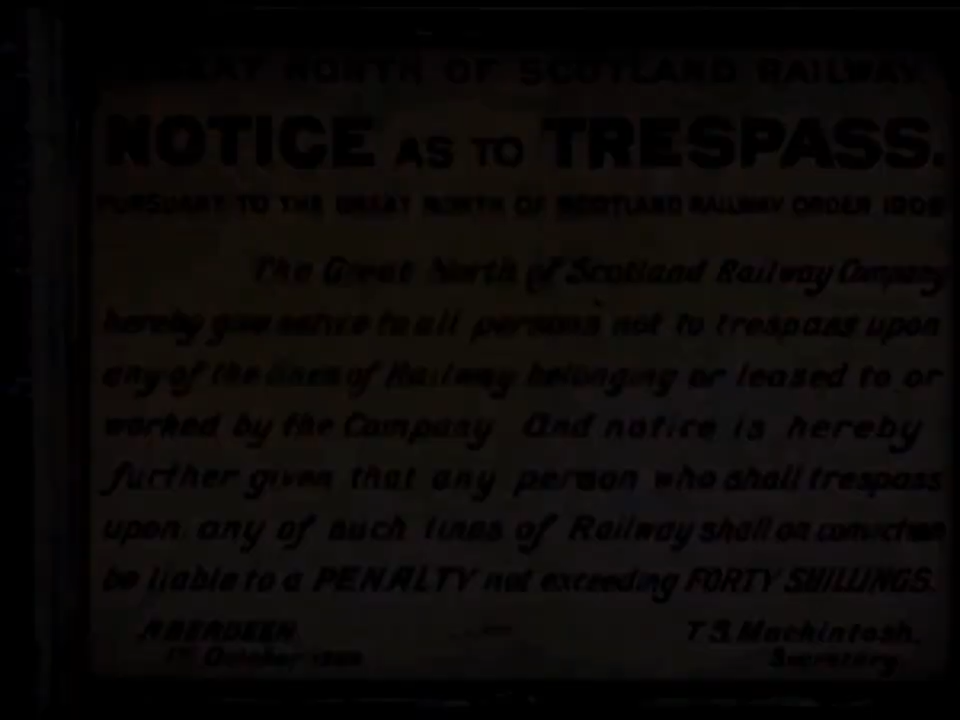 GREAT NORTH OF SCOTLAND RAILWAY.
NOTICE AS TO TRESPASS.
PURSUANT TO THE GREAT NORTH OF SCOTLAND RAILWAY ORDER
The Great North of Scotland Railway Company
hereby give notice to all persons not to trespass upon
any of the lines of Railway belonging or leased to or
worked by the Company And notice is hereby
further given that any person who shall trespass
upon any of such lines of Railway shall on conviction
be liable to a PENALTY not exceeding FORTY SHILLINGS.
ABERDEEN T.S. Mackintosh.
1st October Secretary.